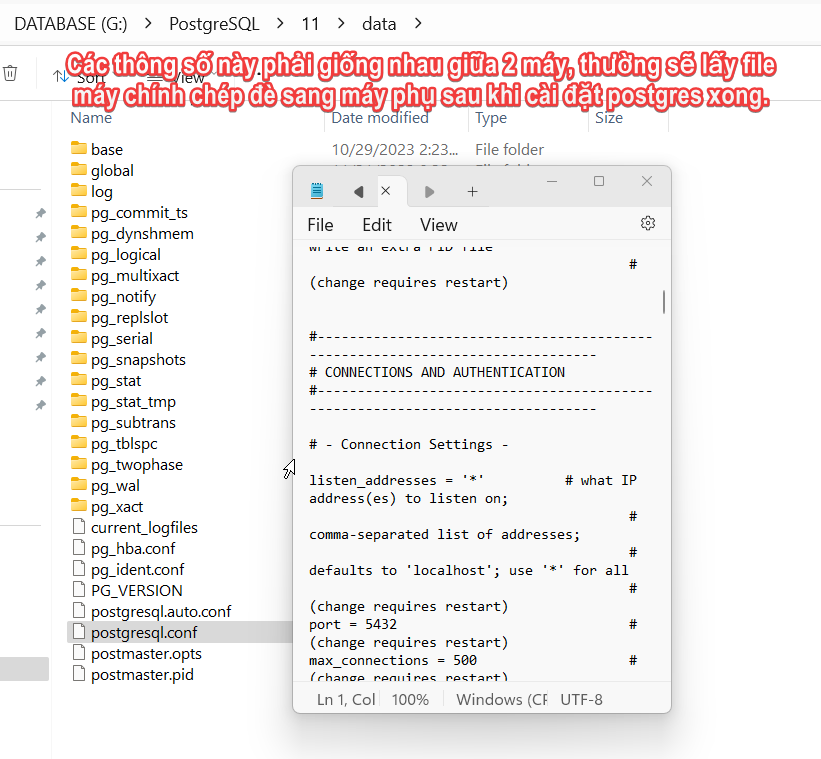 DATABASE (G:) > PostgreSQL > 11 > data >
Các thông số này phải giống nhau giữa 2 máy, thường sẽ lấy file
máy chính chép đè sang máy phụ sau khi cài đặt postgres xong.
Sort View
Name Date modified Type Size
base 10/29/2023 2:23... File folder
global
log
pg_commit_ts
pg_dynshmem
pg_logical
pg_multixact
pg_notify
pg_replslot
pg_serial
pg_snapshots
pg_stat
pg_stat_tmp
pg_subtrans
pg_tblspc
pg_twophase
pg_wal
pg_xact
current_logfiles
pg_hba.conf
pg_ident.conf
PG_VERSION
postgresql.auto.conf
postgresql.conf
postmaster.opts
postmaster.pid
File Edit View
write an extra PID file
#
(change requires restart)
#------------------------------------------
------------------------------------
# CONNECTIONS AND AUTHENTICATION
#------------------------------------------
------------------------------------
# - Connection Settings -
listen_addresses = '*' # what IP
address(es) to listen on;
#
comma-separated list of addresses;
#
defaults to 'localhost'; use '*' for all
#
(change requires restart)
port = 5432 #
(change requires restart)
max_connections = 500 #
(change requires restart)
Ln 1, Col 100% Windows (CF UTF-8